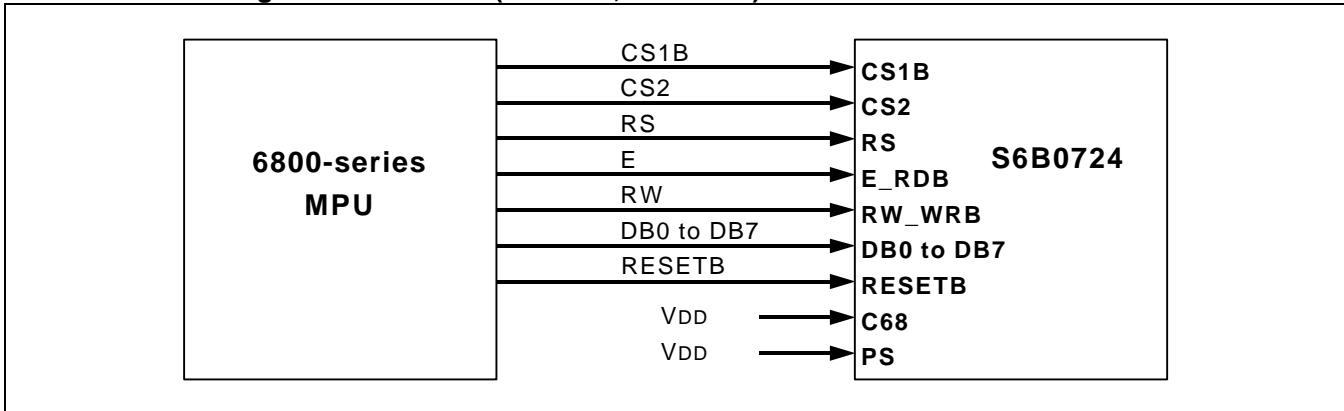 CS1B
CS2
RS
E
RW
DB0 to DB7
RESETB
VDD
VDD
6800-series
MPU
CS1B
CS2
RS
E_RDB
RW_WRB
DB0 to DB7
RESETB
C68
PS
S6B0724